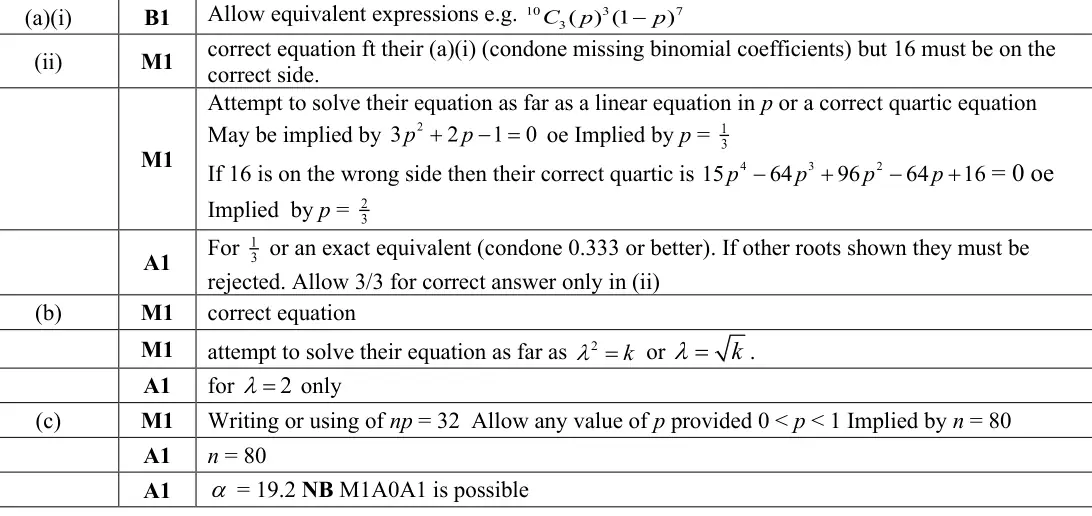 (a)(i) B1 Allow equivalent expressions e.g. ¹⁰C₃(p)³(1 − p)⁷
(ii) M1 correct equation ft their (a)(i) (condone missing binomial coefficients) but 16 must be on the
correct side.
M1 Attempt to solve their equation as far as a linear equation in p or a correct quartic equation
May be implied by 3p² + 2p − 1 = 0 oe Implied by p = 1/3
If 16 is on the wrong side then their correct quartic is 15p⁴ − 64p³ + 96p² − 64p + 16 = 0 oe
Implied by p = 2/3
A1 For 1/3 or an exact equivalent (condone 0.333 or better). If other roots shown they must be
rejected. Allow 3/3 for correct answer only in (ii)
(b) M1 correct equation
M1 attempt to solve their equation as far as λ² = k or λ = √k .
A1 for λ = 2 only
(c) M1 Writing or using of np = 32 Allow any value of p provided 0 < p < 1 Implied by n = 80
A1 n = 80
A1 α = 19.2 NB M1A0A1 is possible